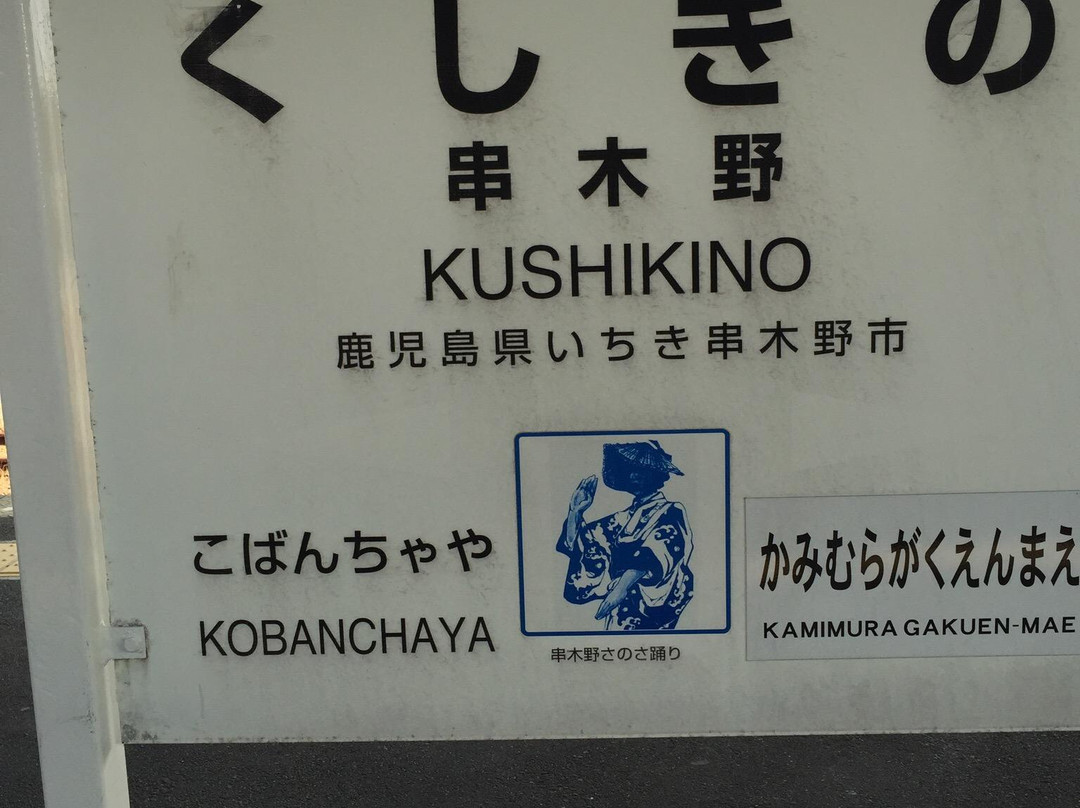 くしきの
串木野
KUSHIKINO
鹿児島県いちき串木野市
こばんちゃや
KOBANCHAYA
串木野さのさ踊り
かみむらがくえんまえ
KAMIMURA GAKUEN-MAE